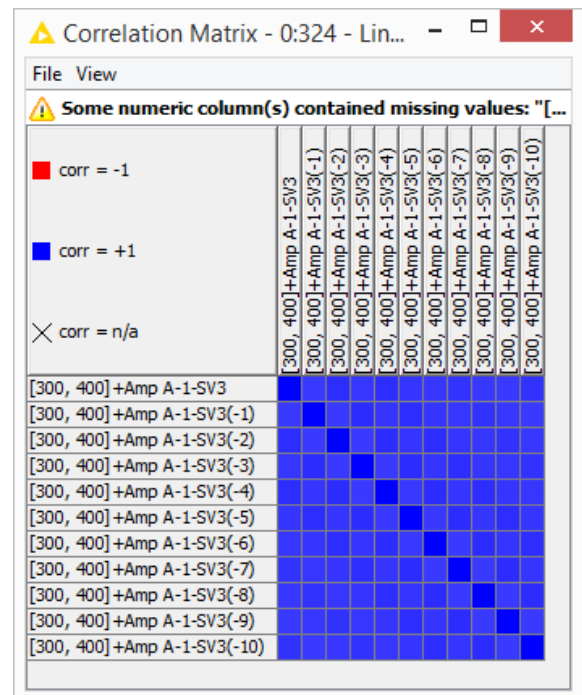 Correlation Matrix - 0:324 - Lin...
File View
Some numeric column(s) contained missing values: "[...
corr = -1
corr = +1
corr = n/a
[300, 400]+Amp A-1-SV3
[300, 400]+Amp A-1-SV3(-1)
[300, 400]+Amp A-1-SV3(-2)
[300, 400]+Amp A-1-SV3(-3)
[300, 400]+Amp A-1-SV3(-4)
[300, 400]+Amp A-1-SV3(-5)
[300, 400]+Amp A-1-SV3(-6)
[300, 400]+Amp A-1-SV3(-7)
[300, 400]+Amp A-1-SV3(-8)
[300, 400]+Amp A-1-SV3(-9)
[300, 400]+Amp A-1-SV3(-10)
[300, 400]+Amp A-1-SV3
[300, 400]+Amp A-1-SV3(-1)
[300, 400]+Amp A-1-SV3(-2)
[300, 400]+Amp A-1-SV3(-3)
[300, 400]+Amp A-1-SV3(-4)
[300, 400]+Amp A-1-SV3(-5)
[300, 400]+Amp A-1-SV3(-6)
[300, 400]+Amp A-1-SV3(-7)
[300, 400]+Amp A-1-SV3(-8)
[300, 400]+Amp A-1-SV3(-9)
[300, 400]+Amp A-1-SV3(-10)